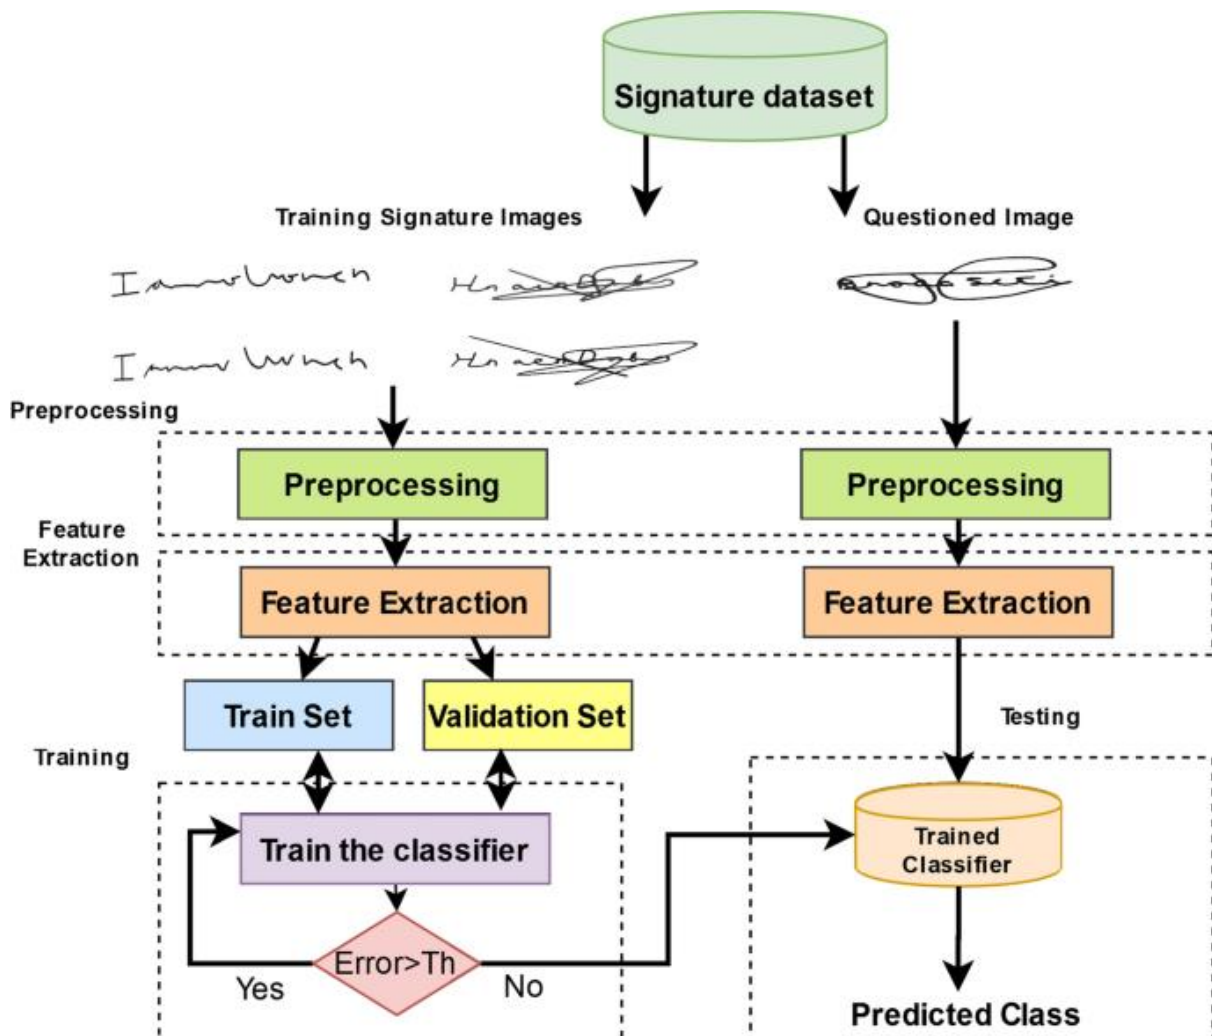 Signature dataset
Training Signature Images
Questioned Image
Preprocessing
Preprocessing
Preprocessing
Feature
Extraction
Feature Extraction
Feature Extraction
Train Set
Validation Set
Testing
Training
Train the classifier
Trained
Classifier
Error>Th
Yes
No
Predicted Class